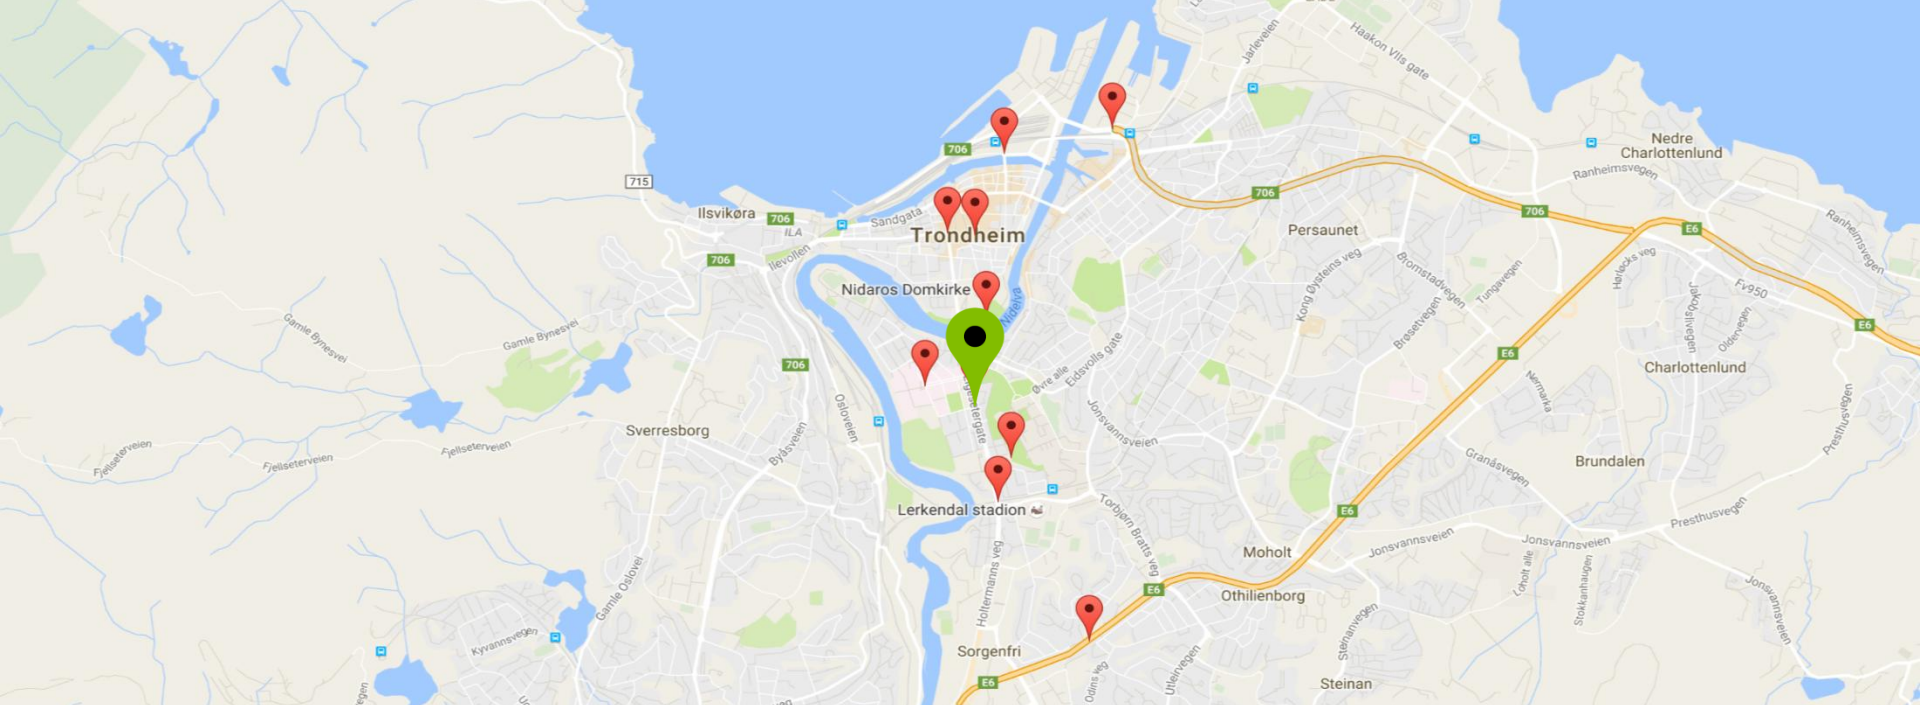 Jarleveien
Haakon VIIs gate
Nedre
Charlottenlund
706
Ranheimsvegen
715
706
Ilsvikøra
706
Sandgata
706
E6
Ranheimsvegen
ILA
Trondheim
Persaunet
706
Ilevollen
Kong Øysteins veg
Bromstadvegen
Tungavegen
Hørløcks veg
Fv950
Nidaros Domkirke
Nidelva
Jakobslivegen
Oldervegen
E6
Gamle Bynesvei
Gamle Bynesvei
Brøsetvegen
E6
706
Eidsvolls gate
Øvre alle
Charlottenlund
Nermarka
Presthusvegen
Osloveien
Jonsvannsveien
Sverresborg
Byåsveien
Fjellseterveien
Fjellseterveien
Fjellseterveien
Brundalen
Granåsvegen
Lerkendal stadion
E6
Presthusvegen
Torbjørn Bratts veg
Moholt
Jonsvannsveien
Jonsvannsveien
Holtermanns veg
Gamle Oslovei
E6
Othilienborg
Loholt alle
Stokkanhaugen
Jonsvannsveien
Kyvannsvegen
Steinanvegen
Sorgenfri
E6
Odins veg
Utleirvegen
Steinan